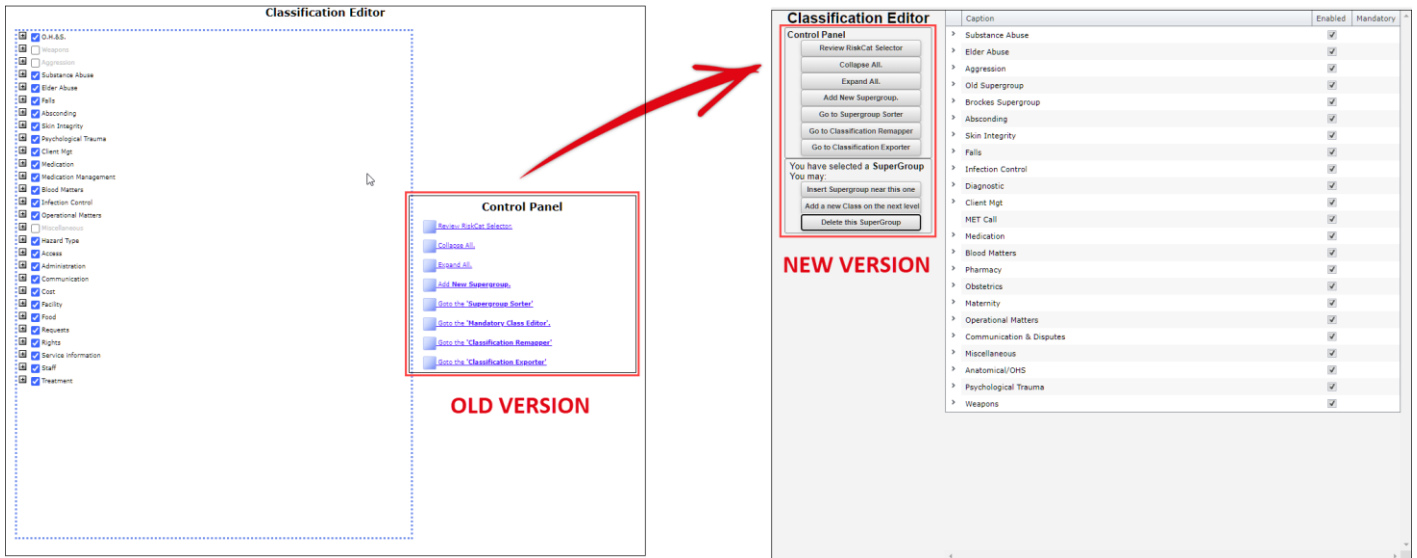 Classification Editor
O.H.&S.
Weapons
Aggression
Substance Abuse
Elder Abuse
Falls
Absconding
Skin Integrity
Psychological Trauma
Client Mgt
Medication
Medication Management
Blood Matters
Infection Control
Operational Matters
Miscellaneous
Hazard Type
Access
Administration
Communication
Cost
Facility
Food
Requests
Rights
Service Information
Staff
Treatment
Control Panel
Review RiskCat Selector.
Collapse All.
Expand All.
Add New Supergroup.
Goto the 'Supergroup Sorter'
Goto the 'Mandatory Class Editor'.
Goto the 'Classification Remapper'
Goto the 'Classification Exporter'
OLD VERSION
Classification Editor
Control Panel
Review RiskCat Selector
Collapse All.
Expand All.
Add New Supergroup.
Go to Supergroup Sorter
Go to Classification Remapper
Go to Classification Exporter
You have selected a SuperGroup
You may:
Insert Supergroup near this one
Add a new Class on the next level
Delete this SuperGroup
NEW VERSION
Caption Enabled Mandatory
Substance Abuse
Elder Abuse
Aggression
Old Supergroup
Brockes Supergroup
Absconding
Skin Integrity
Falls
Infection Control
Diagnostic
Client Mgt
MET Call
Medication
Blood Matters
Pharmacy
Obstetrics
Maternity
Operational Matters
Communication & Disputes
Miscellaneous
Anatomical/OHS
Psychological Trauma
Weapons